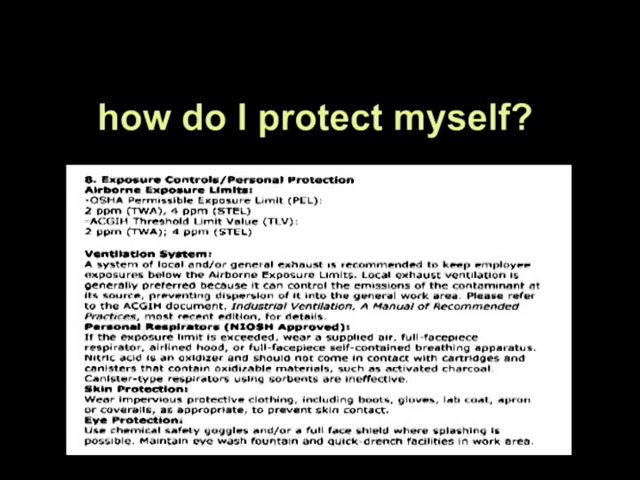 how do I protect myself?
8. Exposure Controls/Personal Protection
Airborne Exposure Limits:
-OSHA Permissible Exposure Limit (PEL):
2 ppm (TWA), 4 ppm (STEL)
-ACGIH Threshold Limit Value (TLV):
2 ppm (TWA); 4 ppm (STEL)
Ventilation System:
A system of local and/or general exhaust is recommended to keep employee
exposures below the Airborne Exposure Limits. Local exhaust ventilation is
generally preferred because it can control the emissions of the contaminant at
its source, preventing dispersion of it into the general work area. Please refer
to the ACGIH document, Industrial Ventilation, A Manual of Recommended
Practices, most recent edition, for details.
Personal Respirators (NIOSH Approved):
If the exposure limit is exceeded, wear a supplied air, full-facepiece
respirator, airlined hood, or full-facepiece self-contained breathing apparatus.
Nitric acid is an oxidizer and should not come in contact with cartridges and
canisters that contain oxidizable materials, such as activated charcoal.
Canister-type respirators using sorbents are ineffective.
Skin Protection:
Wear impervious protective clothing, including boots, gloves, lab coat, apron
or coveralls, as appropriate, to prevent skin contact.
Eye Protection:
Use chemical safety goggles and/or a full face shield where splashing is
possible. Maintain eye wash fountain and quick-drench facilities in work area.